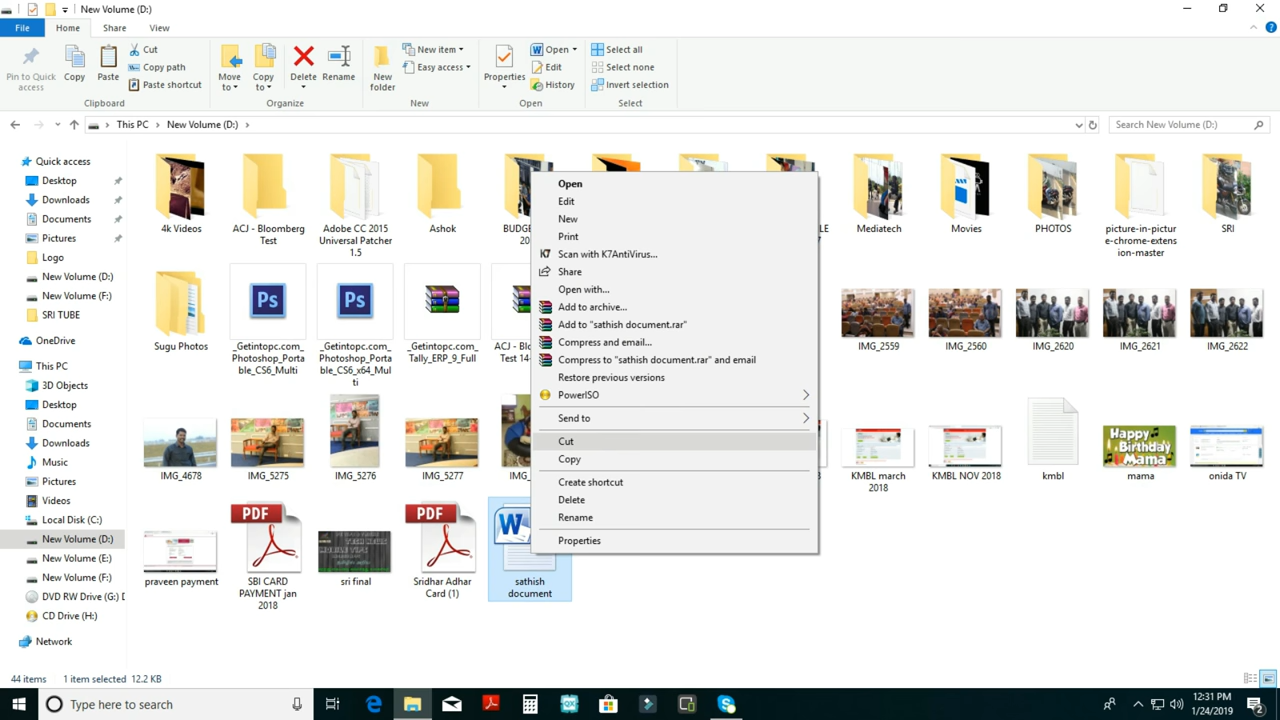 New Volume (D:)
File Home Share View
Pin to Quick access
Copy
Paste
Cut
Copy path
Paste shortcut
Clipboard
Move to
Copy to
Delete
Rename
Organize
New folder
New item
Easy access
New
Properties
Open
Edit
History
Open
Select all
Select none
Invert selection
Select
This PC > New Volume (D:) >
Search New Volume (D:)
Quick access
Desktop
Downloads
Documents
Pictures
Logo
New Volume (D:)
New Volume (F:)
SRI TUBE
OneDrive
This PC
3D Objects
Desktop
Documents
Downloads
Music
Pictures
Videos
Local Disk (C:)
New Volume (D:)
New Volume (E:)
New Volume (F:)
DVD RW Drive (G:) D
CD Drive (H:)
Network
4k Videos
ACJ - Bloomberg
Test
Adobe CC 2015
Universal Patcher
1.5
Ashok
BUDGE
20
LE
Mediatech
Movies
PHOTOS
picture-in-pictur
e-chrome-exten
sion-master
SRI
Sugu Photos
_Getintopc.com_
Photoshop_Porta
ble_CS6_Multi
_Getintopc.com_
Photoshop_Porta
ble_CS6_x64_Mul
ti
_Getintopc.com_
Tally_ERP_9_Full
ACJ -
Test 14-
IMG_2559
IMG_2560
IMG_2620
IMG_2621
IMG_2622
IMG_4678
IMG_5275
IMG_5276
IMG_5277
IMG_
KMBL march
2018
KMBL NOV 2018
kmbl
Happy
Birthday
Mama
mama
onida TV
praveen payment
PDF
SBI CARD
PAYMENT jan
2018
sri final
PDF
Sridhar Adhar
Card (1)
sathish
document
Open
Edit
New
Print
Scan with K7AntiVirus...
Share
Open with...
Add to archive...
Add to "sathish document.rar"
Compress and email...
Compress to "sathish document.rar" and email
Restore previous versions
PowerISO
Send to
Cut
Copy
Create shortcut
Delete
Rename
Properties
44 items 1 item selected 12.2 KB
Type here to search
12:31 PM
1/24/2019
2